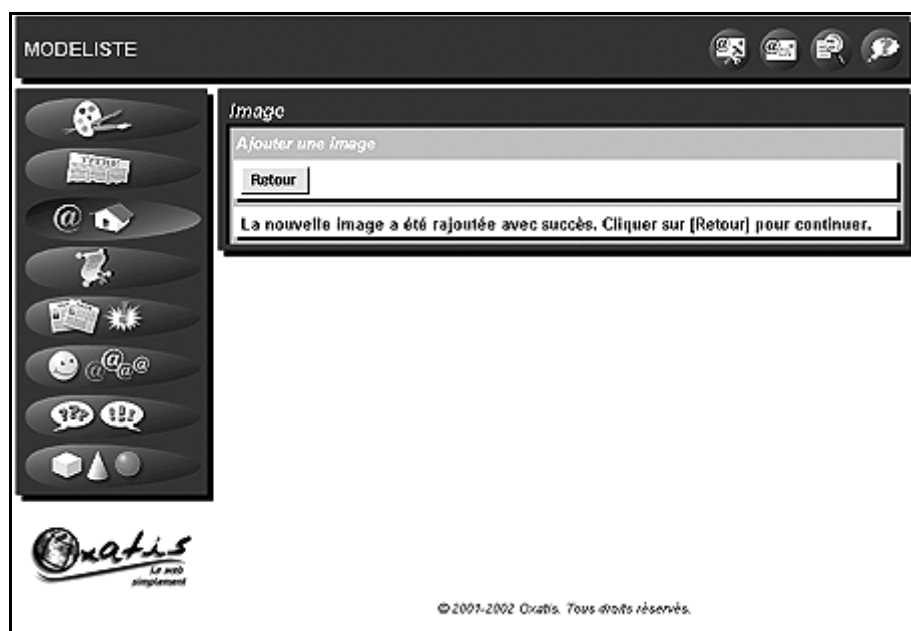 MODELISTE
Image
Ajouter une image
Retour
La nouvelle image a été rajoutée avec succès. Cliquer sur [Retour] pour continuer.
TITRE
??? !!!
Oxatis
Le web
simplement
© 2001-2002 Oxatis. Tous droits réservés.